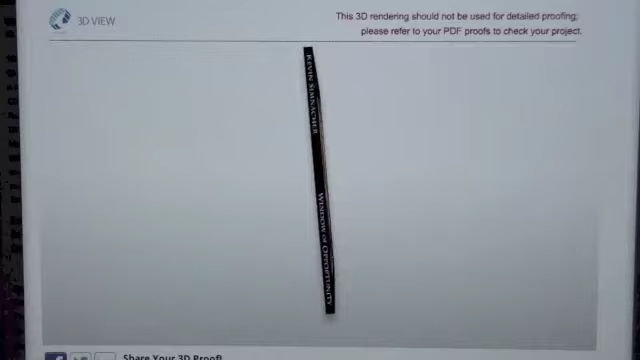 3D VIEW
This 3D rendering should not be used for detailed proofing;
please refer to your PDF proofs to check your project.
KEVIN SIMNACHER
WINDOW OF OPPORTUNITY
Share Your 3D Proof!